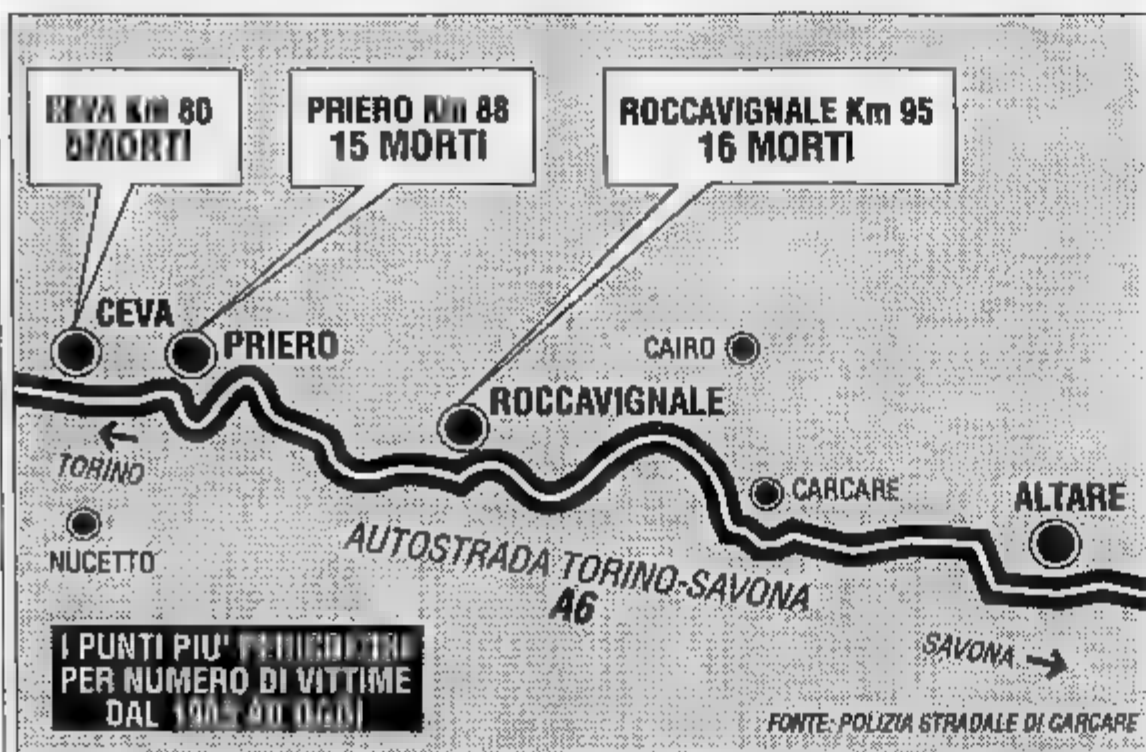 CEVA Km 80
MORTI
PRIERO Km 88
15 MORTI
ROCCAVIGNALE Km 95
16 MORTI
CEVA
PRIERO
CAIRO
ROCCAVIGNALE
TORINO
CARCARE
ALTARE
NUCETTO
AUTOSTRADA TORINO-SAVONA
A6
SAVONA
I PUNTI PIU'
PER NUMERO DI VITTIME
DAL
FONTE: POLIZIA STRADALE DI CARCARE